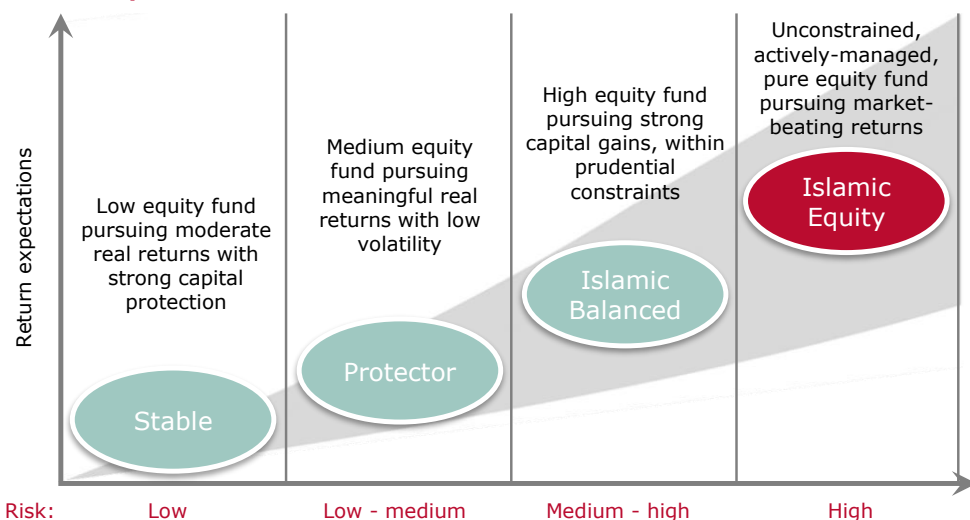 Unconstrained,
actively-managed,
pure equity fund
pursuing market-
beating returns
High equity fund
pursuing strong
capital gains, within
prudential
constraints
Medium equity
fund pursuing
meaningful real
returns with low
volatility
Low equity fund
pursuing moderate
real returns with
strong capital
protection
Return expectations
Islamic
Equity
Islamic
Balanced
Protector
Stable
Risk: Low Low - medium Medium - high High